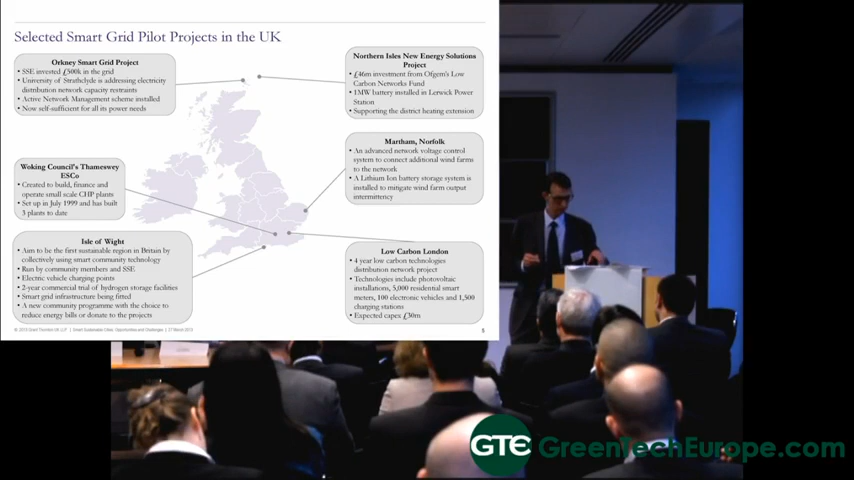 Selected Smart Grid Pilot Projects in the UK
Orkney Smart Grid Project
• SSE invested £500k in the grid
• University of Strathclyde is addressing electricity
distribution network capacity restraints
• Active Network Management scheme installed
• Now self-sufficient for all its power needs
Northern Isles New Energy Solutions
Project
• £46m investment from Ofgem's Low
Carbon Networks Fund
• 1MW battery installed in Lerwick Power
Station
• Supporting the district heating extension
Martham, Norfolk
• An advanced network voltage control
system to connect additional wind farms
to the network
• A Lithium Ion battery storage system is
installed to mitigate wind farm output
intermittency
Woking Council's Thameswey
ESCo
• Created to build, finance and
operate small scale CHP plants
• Set up in July 1999 and has built
3 plants to date
Isle of Wight
• Aim to be the first sustainable region in Britain by
collectively using smart community technology
• Run by community members and SSE
• Electric vehicle charging points
• 2-year commercial trial of hydrogen storage facilities
• Smart grid infrastructure being fitted
• A new community programme with the choice to
reduce energy bills or donate to the projects
Low Carbon London
• 4 year low carbon technologies
distribution network project
• Technologies include photovoltaic
installations, 5,000 residential smart
meters, 100 electronic vehicles and 1,500
charging stations
• Expected capex £30m
© 2013 Grant Thornton UK LLP | Smart Sustainable Cities: Opportunities and Challenges | 27 March 2013
5
GTE GreenTechEurope.com